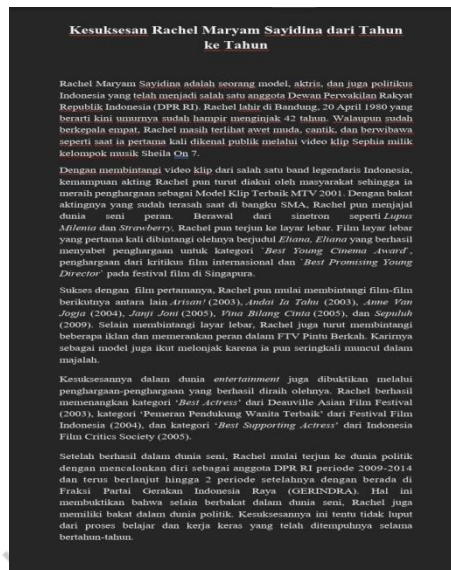 Kesuksesan Rachel Maryam Sayidina dari Tahun
ke Tahun
Rachel Maryam Sayidina adalah seorang model, aktris, dan juga politikus
Indonesia yang telah menjadi salah satu anggota Dewan Perwakilan Rakyat
Republik Indonesia (DPR RI). Rachel lahir di Bandung, 20 April 1980 yang
berarti kini umurnya sudah hampir menginjak 42 tahun. Walaupun sudah
berkepala empat, Rachel masih terlihat awet muda, cantik, dan berwibawa
seperti saat ia pertama kali dikenal publik melalui video klip Sephia milik
kelompok musik Sheila On 7.
Dengan membintangi video klip dari salah satu band legendaris Indonesia,
kemampuan akting Rachel pun turut diakui oleh masyarakat sehingga ia
meraih penghargaan sebagai Model Klip Terbaik MTV 2001. Dengan bakat
aktingnya yang sudah terasah saat di bangku SMA, Rachel pun menjajal
dunia seni peran. Berawal dari sinetron seperti Lupus
Milenia dan Strawberry, Rachel pun terjun ke layar lebar. Film layar lebar
yang pertama kali dibintangi olehnya berjudul Eliana, Eliana yang berhasil
menyabet penghargaan untuk kategori `Best Young Cinema Award`,
penghargaan dari kritikus film internasional dan `Best Promising Young
Director` pada festival film di Singapura.
Sukses dengan film pertamanya, Rachel pun mulai membintangi film-film
berikutnya antara lain Arisan! (2003), Andai Ia Tahu (2003), Anne Van
Jogja (2004), Janji Joni (2005), Vina Bilang Cinta (2005), dan Sepuluh
(2009). Selain membintangi layar lebar, Rachel juga turut membintangi
beberapa iklan dan memerankan peran dalam FTV Pintu Berkah. Karirnya
sebagai model juga ikut melonjak karena ia pun seringkali muncul dalam
majalah.
Kesuksesannya dalam dunia entertainment juga dibuktikan melalui
penghargaan-penghargaan yang berhasil diraih olehnya. Rachel berhasil
memenangkan kategori ‘Best Actress’ dari Deauville Asian Film Festival
(2003), kategori ‘Pemeran Pendukung Wanita Terbaik’ dari Festival Film
Indonesia (2004), dan kategori ‘Best Supporting Actress’ dari Indonesia
Film Critics Society (2005).
Setelah berhasil dalam dunia seni, Rachel mulai terjun ke dunia politik
dengan mencalonkan diri sebagai anggota DPR RI periode 2009-2014
dan terus berlanjut hingga 2 periode setelahnya dengan berada di
Fraksi Partai Gerakan Indonesia Raya (GERINDRA). Hal ini
membuktikan bahwa selain berbakat dalam dunia seni, Rachel juga
memiliki bakat dalam dunia politik. Kesuksesannya ini tentu tidak luput
dari proses belajar dan kerja keras yang telah ditempuhnya selama
bertahun-tahun.